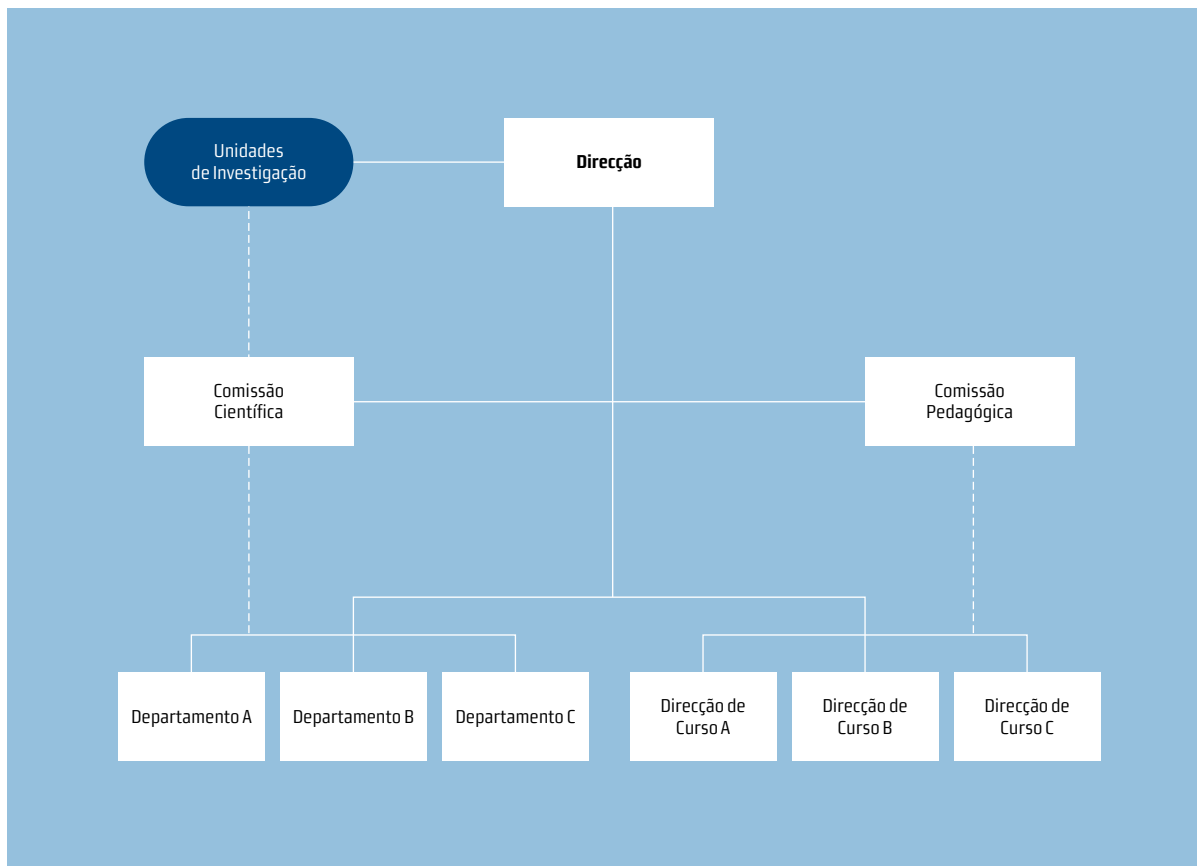 Unidades
de Investigação
Direcção
Comissão
Científica
Comissão
Pedagógica
Departamento A
Departamento B
Departamento C
Direcção de
Curso A
Direcção de
Curso B
Direcção de
Curso C